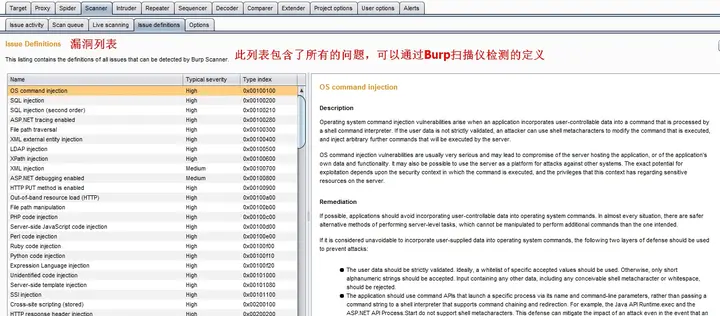 Target Proxy Spider Scanner Intruder Repeater Sequencer Decoder Comparer Extender Project options User options Alerts
Issue activity Scan queue Live scanning Issue definitions Options
Issue Definitions 漏洞列表
此列表包含了所有的问题，可以通过Burp扫描仪检测的定义
This listing contains the definitions of all issues that can be detected by Burp Scanner.
Name Typical severity Type index
OS command injection High 0x00100100
SQL injection High 0x00100200
SQL injection (second order) High 0x00100210
ASP.NET tracing enabled High 0x00100280
File path traversal High 0x00100300
XML external entity injection High 0x00100400
LDAP injection High 0x00100500
XPath injection High 0x00100600
XML injection Medium 0x00100700
ASP.NET debugging enabled Medium 0x00100800
HTTP PUT method is enabled High 0x00100900
Out-of-band resource load (HTTP) High 0x00100a00
File path manipulation High 0x00100b00
PHP code injection High 0x00100c00
Server-side JavaScript code injection High 0x00100d00
Perl code injection High 0x00100e00
Ruby code injection High 0x00100f00
Python code injection High 0x00100f10
Expression Language injection High 0x00100f20
Unidentified code injection High 0x00101000
Server-side template injection High 0x00101080
SSI injection High 0x00101100
Cross-site scripting (stored) High 0x00200100
HTTP response header injection High 0x00200200
OS command injection
Description
Operating system command injection vulnerabilities arise when an application incorporates user-controllable data into a command that is processed by
a shell command interpreter. If the user data is not strictly validated, an attacker can use shell metacharacters to modify the command that is executed,
and inject arbitrary further commands that will be executed by the server.
OS command injection vulnerabilities are usually very serious and may lead to compromise of the server hosting the application, or of the application's
own data and functionality. It may also be possible to use the server as a platform for attacks against other systems. The exact potential for
exploitation depends upon the security context in which the command is executed, and the privileges that this context has regarding sensitive
resources on the server.
Remediation
If possible, applications should avoid incorporating user-controllable data into operating system commands. In almost every situation, there are safer
alternative methods of performing server-level tasks, which cannot be manipulated to perform additional commands than the one intended.
If it is considered unavoidable to incorporate user-supplied data into operating system commands, the following two layers of defense should be used
to prevent attacks:
The user data should be strictly validated. Ideally, a whitelist of specific accepted values should be used. Otherwise, only short
alphanumeric strings should be accepted. Input containing any other data, including any conceivable shell metacharacter or whitespace,
should be rejected.
The application should use command APIs that launch a specific process via its name and command-line parameters, rather than passing a
command string to a shell interpreter that supports command chaining and redirection. For example, the Java API Runtime.exec and the
ASP.NET API Process.Start do not support shell metacharacters. This defense can mitigate the impact of an attack even in the event that an